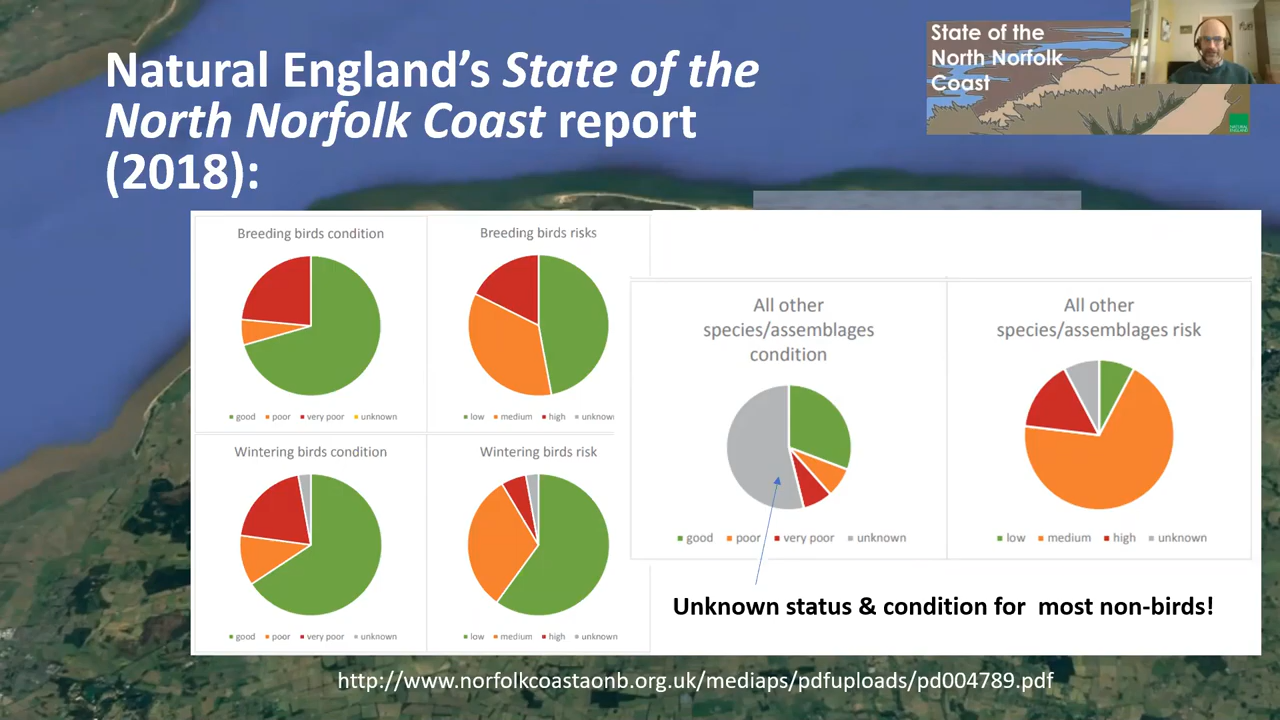 Natural England's State of the
North Norfolk Coast report
(2018):
State of the
North Norfolk
Coast
Breeding birds condition
good poor very poor unknown
Breeding birds risks
low medium high unknown
Wintering birds condition
good poor very poor unknown
Wintering birds risk
low medium high unknown
All other
species/assemblages
condition
good poor very poor unknown
All other
species/assemblages risk
low medium high unknown
Unknown status & condition for most non-birds!
http://www.norfolkcoastaonb.org.uk/mediaps/pdfuploads/pd004789.pdf